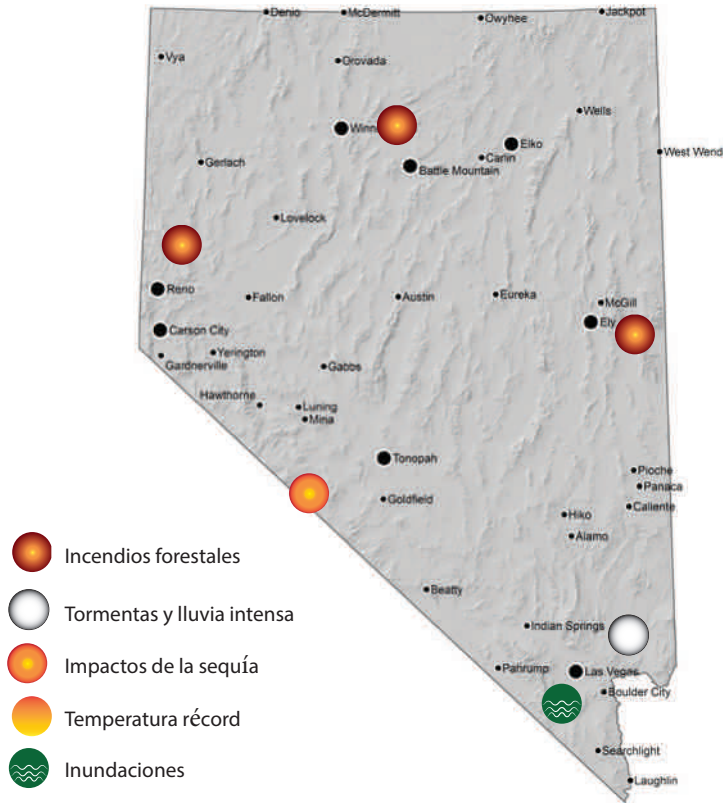 Denio
McDermitt
Owyhee
Jackpot
Vya
Orovada
Wells
Elko
West Wend
Carlin
Gerlach
Battle Mountain
Lovelock
Reno
Fallon
Austin
Eureka
McGill
Ely
Carson City
Yerington
Gardnerville
Gabbs
Hawthorne
Luning
Mina
Tonopah
Pioche
Panaca
Goldfield
Caliente
Hiko
Alamo
Beatty
Indian Springs
Pahrump
Las Vegas
Boulder City
Searchlight
Laughlin
Incendios forestales
Tormentas y lluvia intensa
Impactos de la sequía
Temperatura récord
Inundaciones